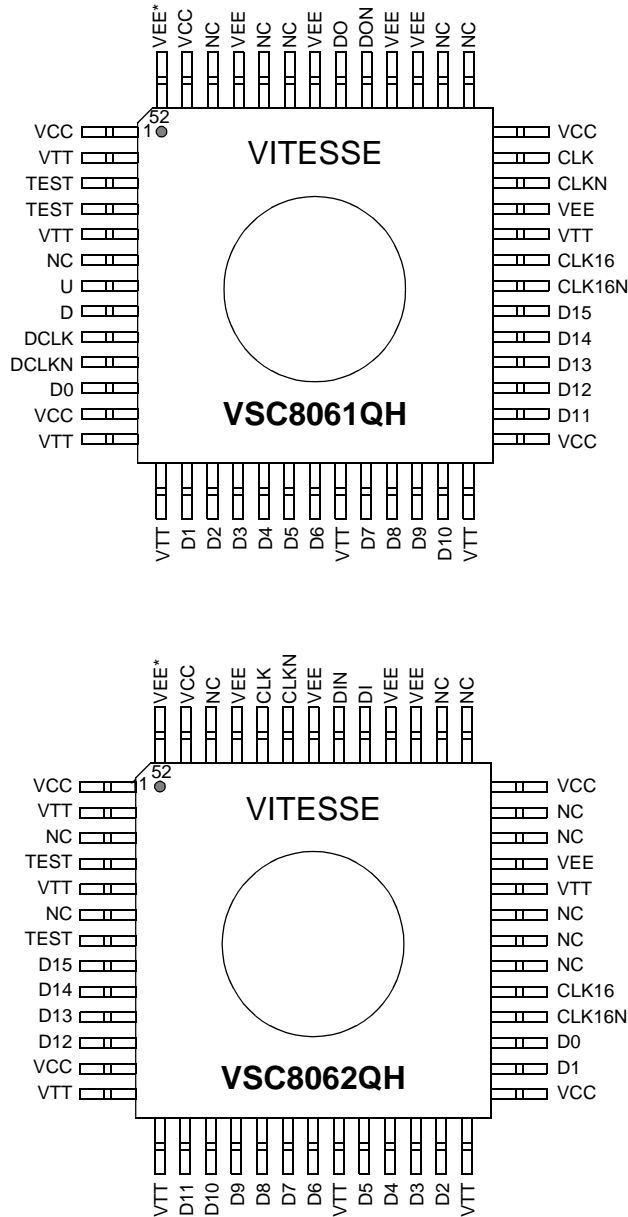 VEE* VCC NC VEE NC NC VEE DO DON VEE VEE NC NC
52
1
VITESSE
VCC VCC
VTT CLK
TEST CLKN
TEST VEE
VTT VTT
NC CLK16
U CLK16N
D D15
DCLK D14
DCLKN D13
D0 D12
VCC D11
VTT VCC
VSC8061QH
VTT D1 D2 D3 D4 D5 D6 VTT D7 D8 D9 D10 VTT
VEE* VCC NC VEE CLK CLKN VEE DIN DI VEE VEE NC NC
52
1
VITESSE
VCC VCC
VTT NC
NC NC
TEST VEE
VTT VTT
NC NC
TEST NC
D15 NC
D14 CLK16
D13 CLK16N
D12 D0
VCC D1
VTT VCC
VSC8062QH
VTT D11 D10 D9 D8 D7 D6 VTT D5 D4 D3 D2 VTT